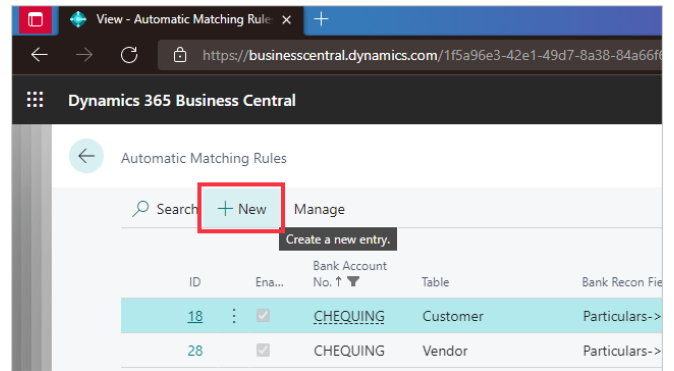 View - Automatic Matching Rule
https://businesscentral.dynamics.com/1f5a96e3-42e1-49d7-8a38-84a66f6
Dynamics 365 Business Central
Automatic Matching Rules
Search + New Manage
Create a new entry.
Bank Account
ID Ena... No. ↑ Table Bank Recon Fie
18 CHEQUING Customer Particulars->
28 CHEQUING Vendor Particulars->